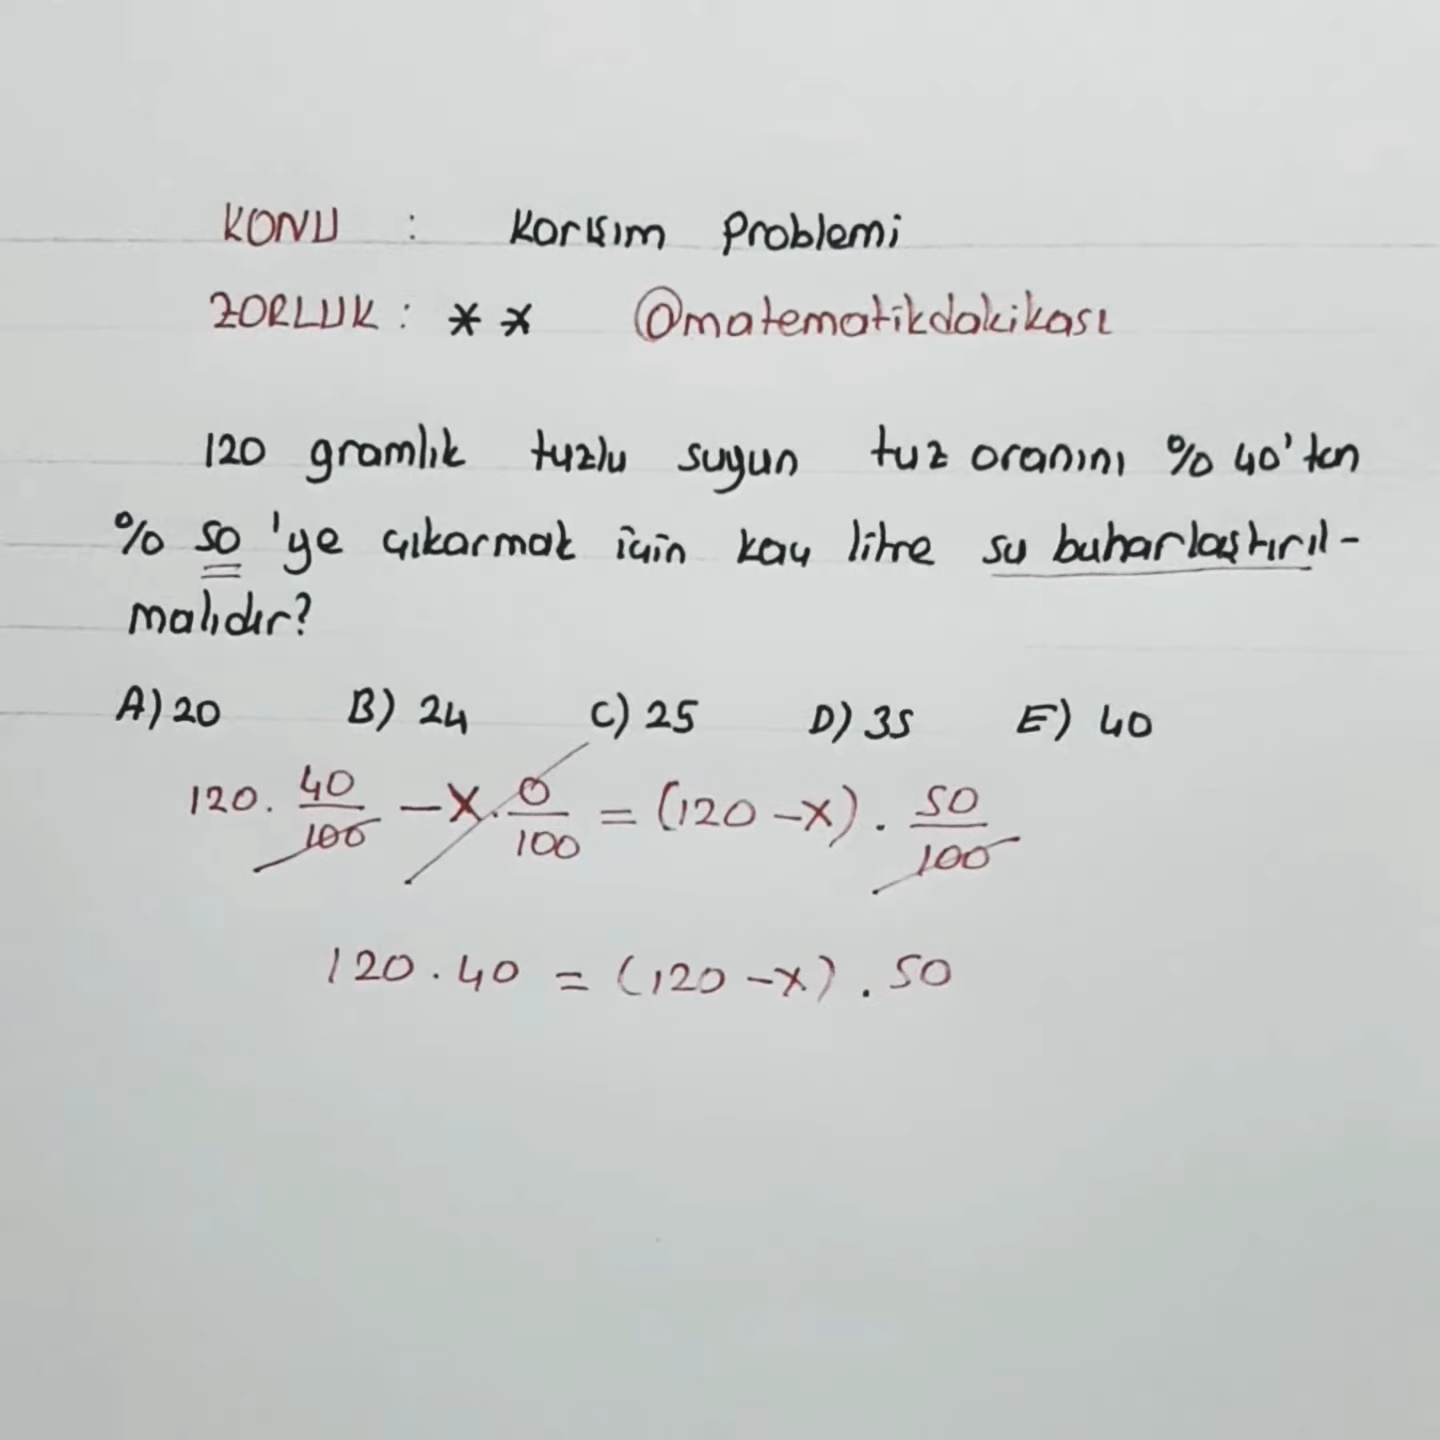 KONU : Karışım Problemi
ZORLUK : * * @matematikdakikası
120 gramlık tuzlu suyun tuz oranını % 40'tan
% 50 'ye çıkarmak için kaç litre su buharlaştırıl-
malıdır?
A) 20 B) 24 C) 25 D) 35 E) 40
120 . 40/100 - x . 0/100 = (120 - x) . 50/100
120 . 40 = (120 - x) . 50